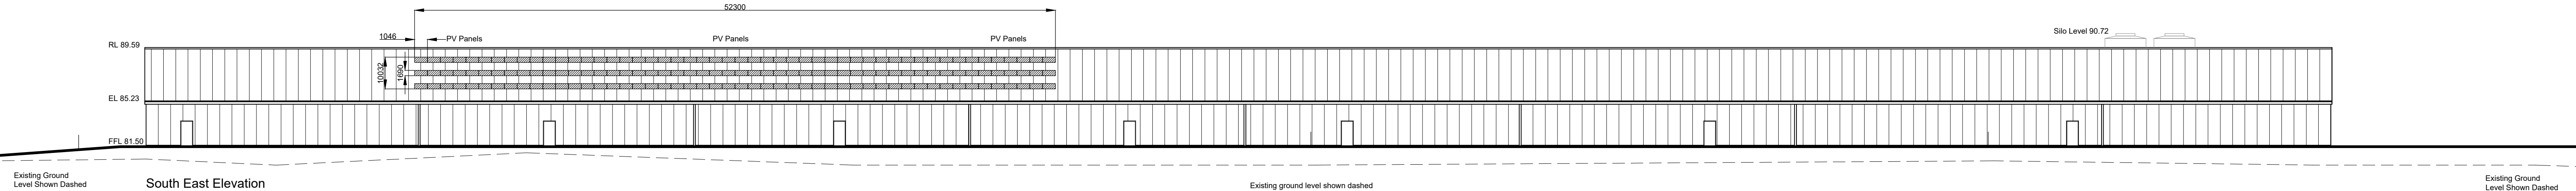 52300
Silo Level 90.72
1046
PV Panels
PV Panels
PV Panels
RL 89.59
10032
1690
EL 85.23
FFL 81.50
Existing Ground
Level Shown Dashed
South East Elevation
Existing ground level shown dashed
Existing Ground
Level Shown Dashed